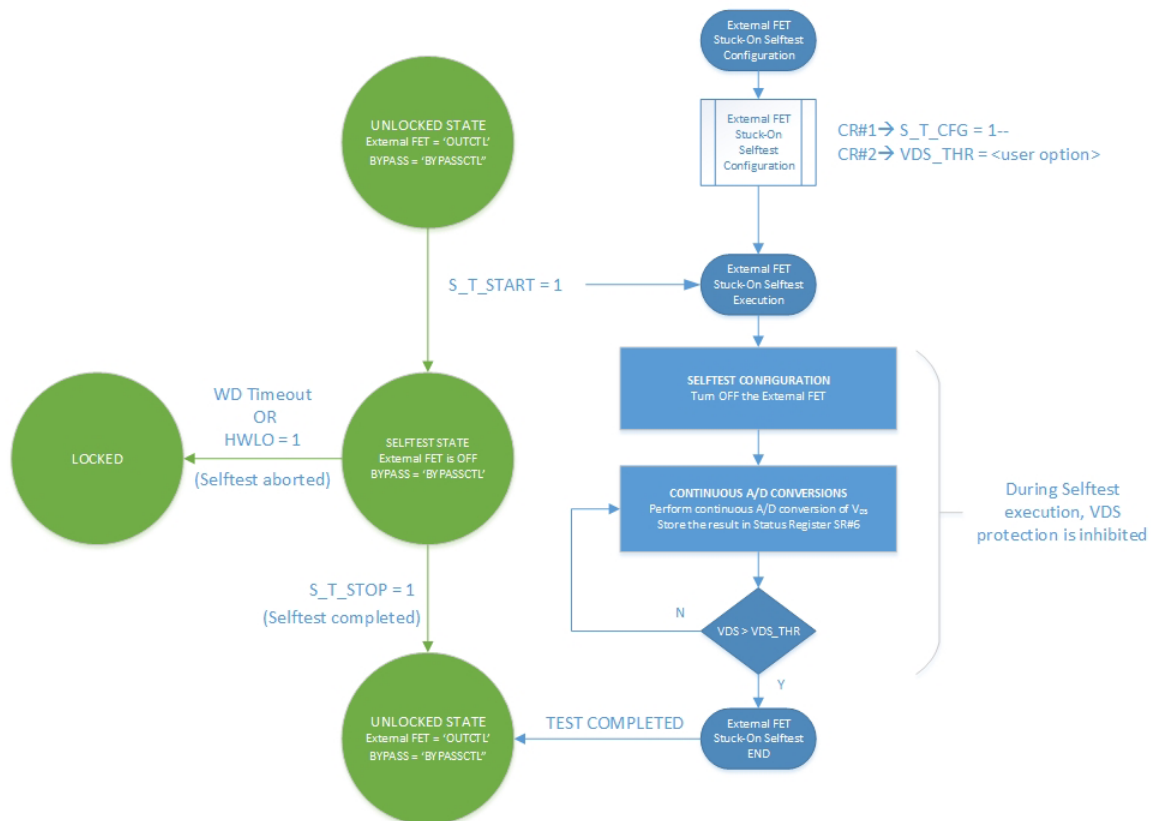 External FET
Stuck-On Selftest
Configuration
UNLOCKED STATE
External FET = ‘OUTCTL’
BYPASS = ‘BYPASSCTL”
External FET
Stuck-On
Selftest
Configuration
CR#1→ S_T_CFG = 1--
CR#2→ VDS_THR = <user option>
S_T_START = 1
External FET
Stuck-On Selftest
Execution
SELFTEST CONFIGURATION
Turn OFF the External FET
WD Timeout
OR
HWLO = 1
(Selftest aborted)
LOCKED
SELFTEST STATE
External FET is OFF
BYPASS = ‘BYPASSCTL’
CONTINUOUS A/D CONVERSIONS
Perform continuous A/D conversion of VDS
Store the result in Status Register SR#6
During Selftest
execution, VDS
protection is inhibited
S_T_STOP = 1
(Selftest completed)
N
VDS > VDS_THR
Y
UNLOCKED STATE
External FET = ‘OUTCTL’
BYPASS = ‘BYPASSCTL”
TEST COMPLETED
External FET
Stuck-On Selftest
END